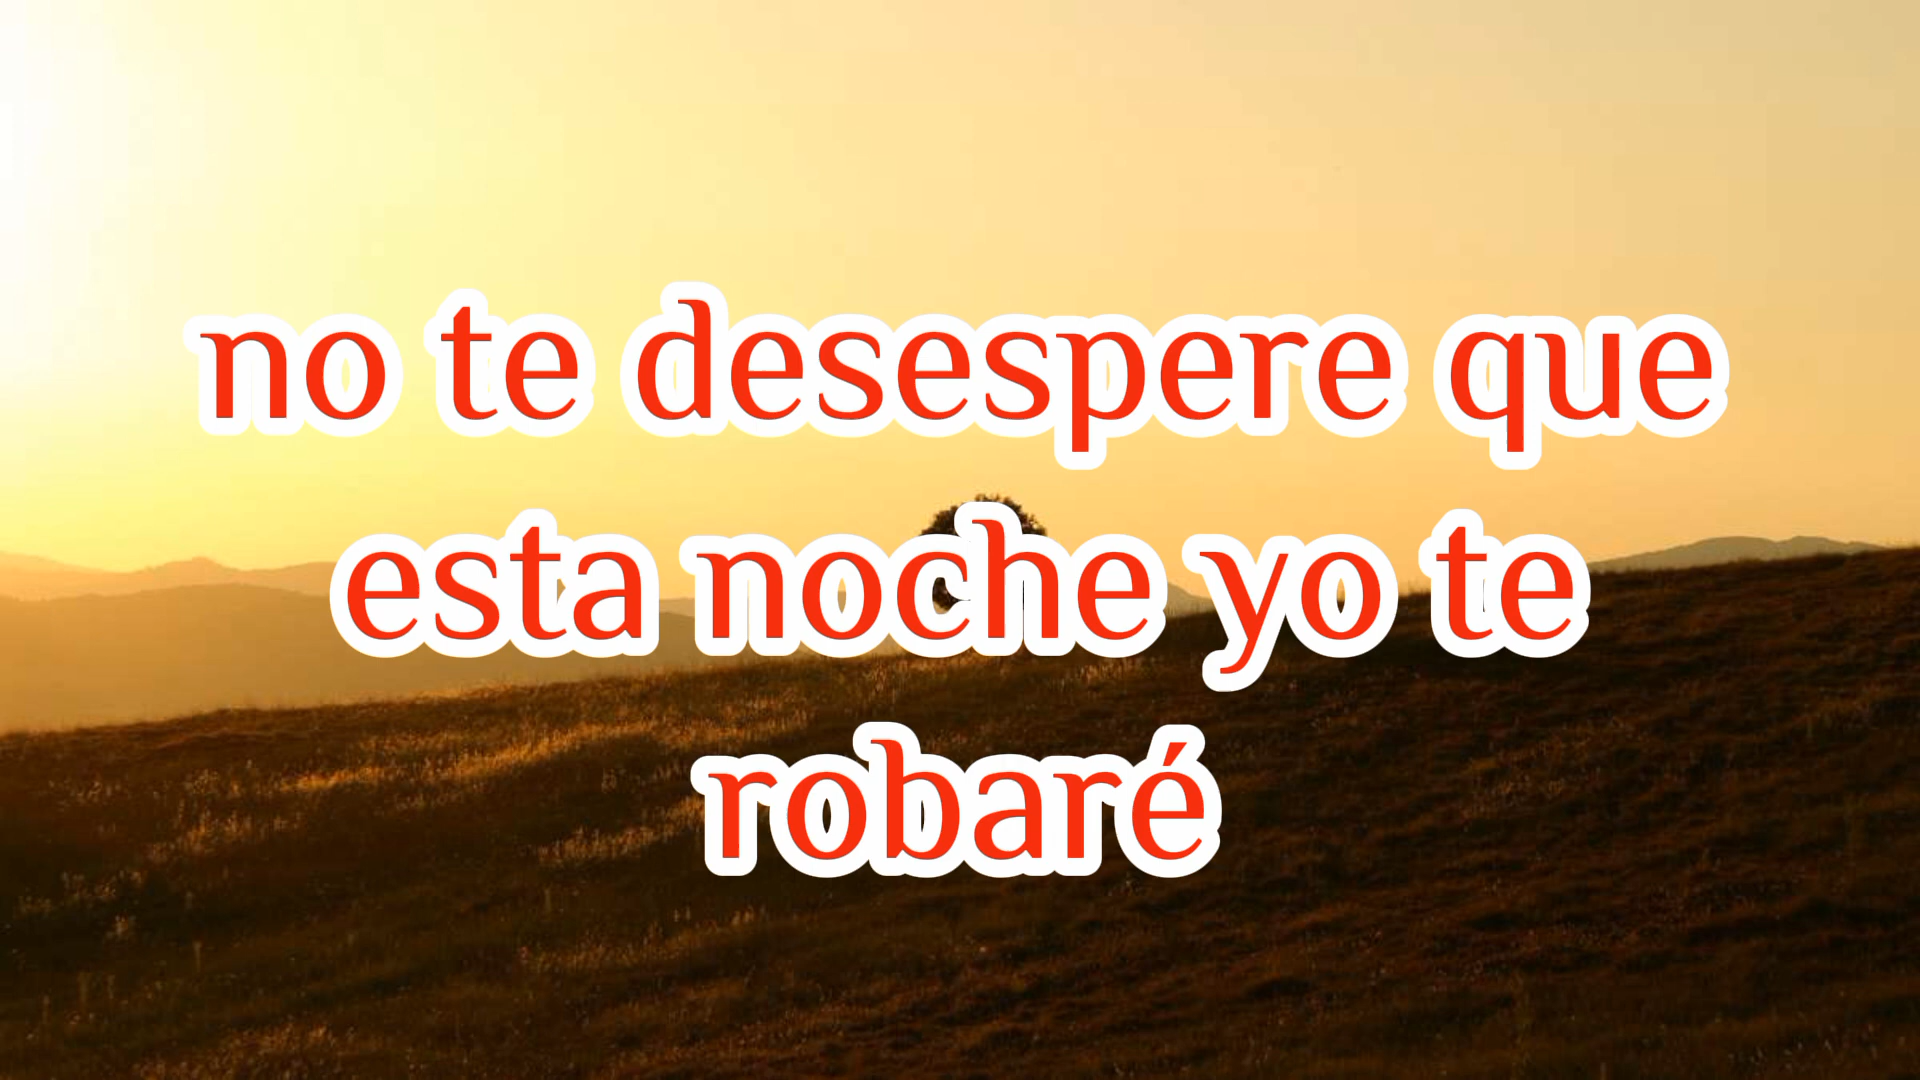 no te desespere que
esta noche yo te
robaré